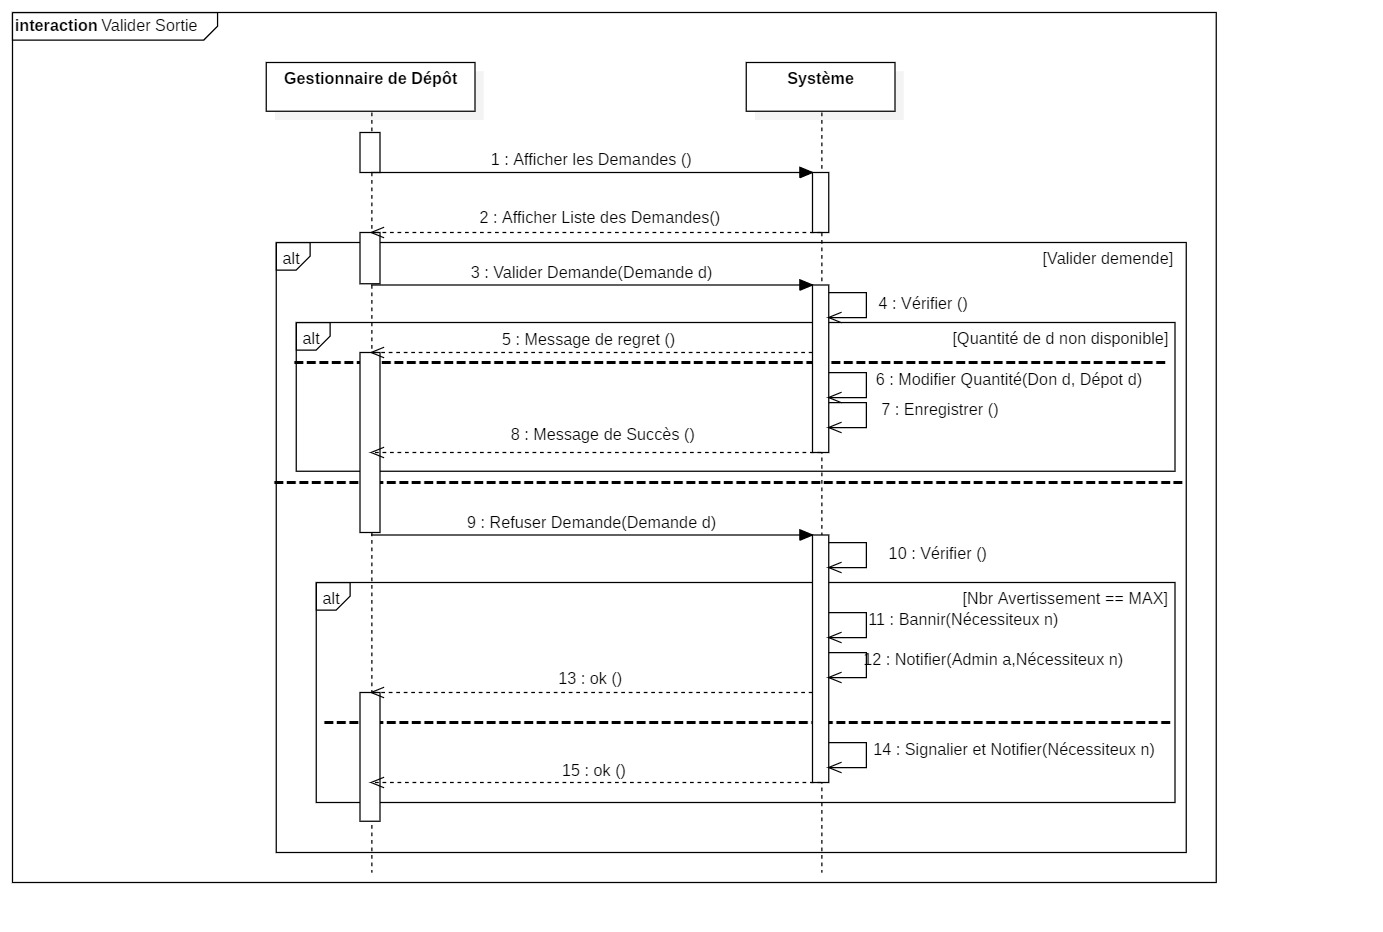 interaction Valider Sortie
Gestionnaire de Dépôt
Système
1 : Afficher les Demandes ()
2 : Afficher Liste des Demandes()
alt
[Valider demende]
3 : Valider Demande(Demande d)
4 : Vérifier ()
alt
[Quantité de d non disponible]
5 : Message de regret ()
6 : Modifier Quantité(Don d, Dépot d)
7 : Enregistrer ()
8 : Message de Succès ()
9 : Refuser Demande(Demande d)
10 : Vérifier ()
alt
[Nbr Avertissement == MAX]
11 : Bannir(Nécessiteux n)
12 : Notifier(Admin a,Nécessiteux n)
13 : ok ()
14 : Signalier et Notifier(Nécessiteux n)
15 : ok ()